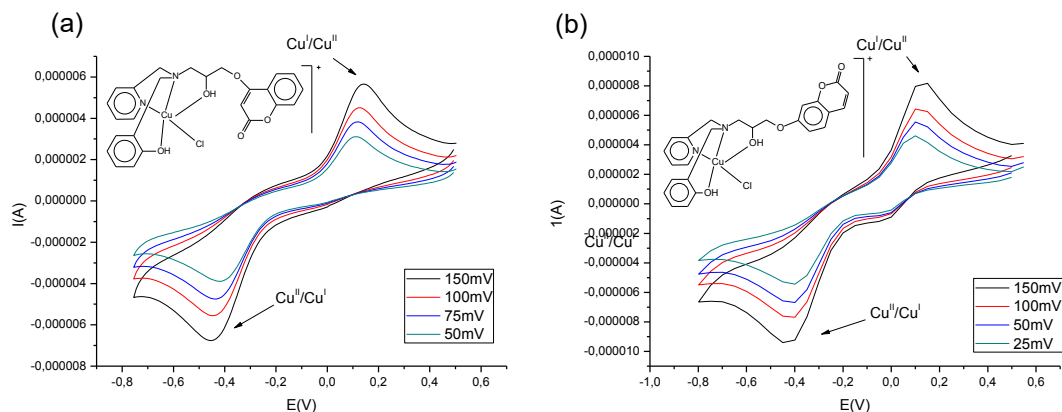 (a)
Cu^I/Cu^II
I(A)
0,000006
0,000004
0,000002
0,000000
-0,000002
-0,000004
-0,000006
-0,000008
-0,8 -0,6 -0,4 -0,2 0,0 0,2 0,4 0,6
E(V)
Cu^II/Cu^I
150mV
100mV
75mV
50mV
N
N
Cu
OH
O
O
O
OH
Cl
+
(b)
Cu^I/Cu^II
1(A)
0,000010
0,000008
0,000006
0,000004
0,000002
0,000000
-0,000002
-0,000004
-0,000006
-0,000008
-0,000010
Cu^II/Cu^I
-1,0 -0,8 -0,6 -0,4 -0,2 0,0 0,2 0,4 0,6
E(V)
Cu^II/Cu^I
150mV
100mV
50mV
25mV
O
O
O
N
N
OH
Cu
OH
Cl
+